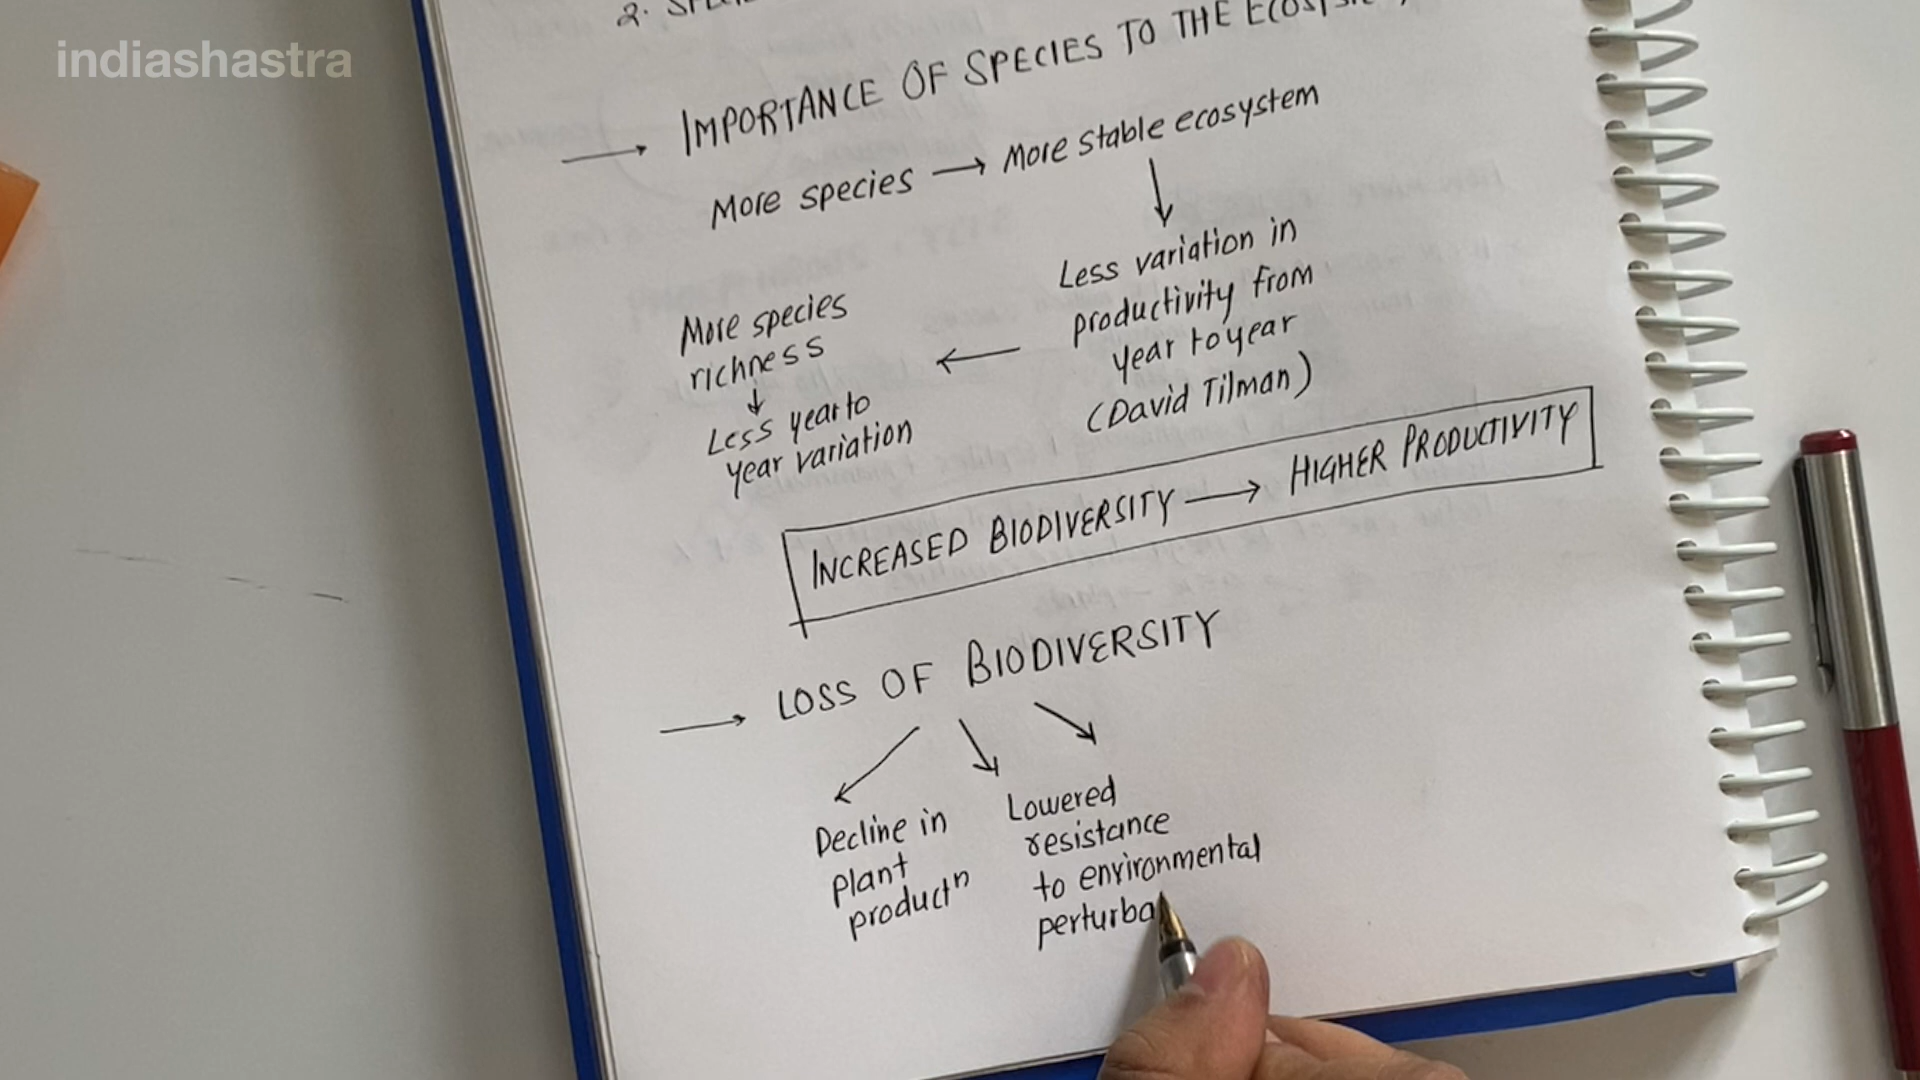 indiashastra
2.
IMPORTANCE OF SPECIES TO THE
More species → More stable ecosystem
Less variation in
productivity from
year to year
(David Tilman)
More species
richness
Less year to
year variation
INCREASED BIODIVERSITY → HIGHER PRODUCTIVITY
LOSS OF BIODIVERSITY
Decline in
plant
productn
Lowered
resistance
to environmental
perturba